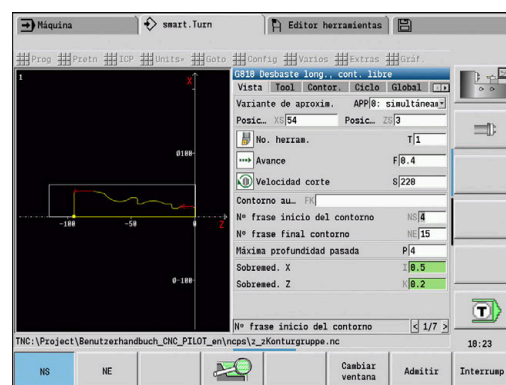 Máquina smart.Turn Editor herramientas
Prog Pretn ICP Units» Goto Config Varios Extras Gráf.
1
X
G810 Desbaste long., cont. libre
Vista Tool Contor. Ciclo Global
Variante de aproxim. APP 0: simultánea
Posic… XS 54 Posic… ZS 3
No. herram. T 1
Avance F 0.4
Velocidad corte S 220
Contorno au… FK
Nº frase inicio del contorno NS 4
Nº frase final contorno NE 15
Máxima profundidad pasada P 4
Sobremed. X I 0.5
Sobremed. Z K 0.2
Ø100
-100 -50 0 Z
Ø-100
Nº frase inicio del contorno < 1/7 >
TNC:\Project\Benutzerhandbuch_CNC_PILOT_en\ncps\z_zKonturgruppe.nc
T
10:23
NS NE Cambiar ventana Admitir Interrump